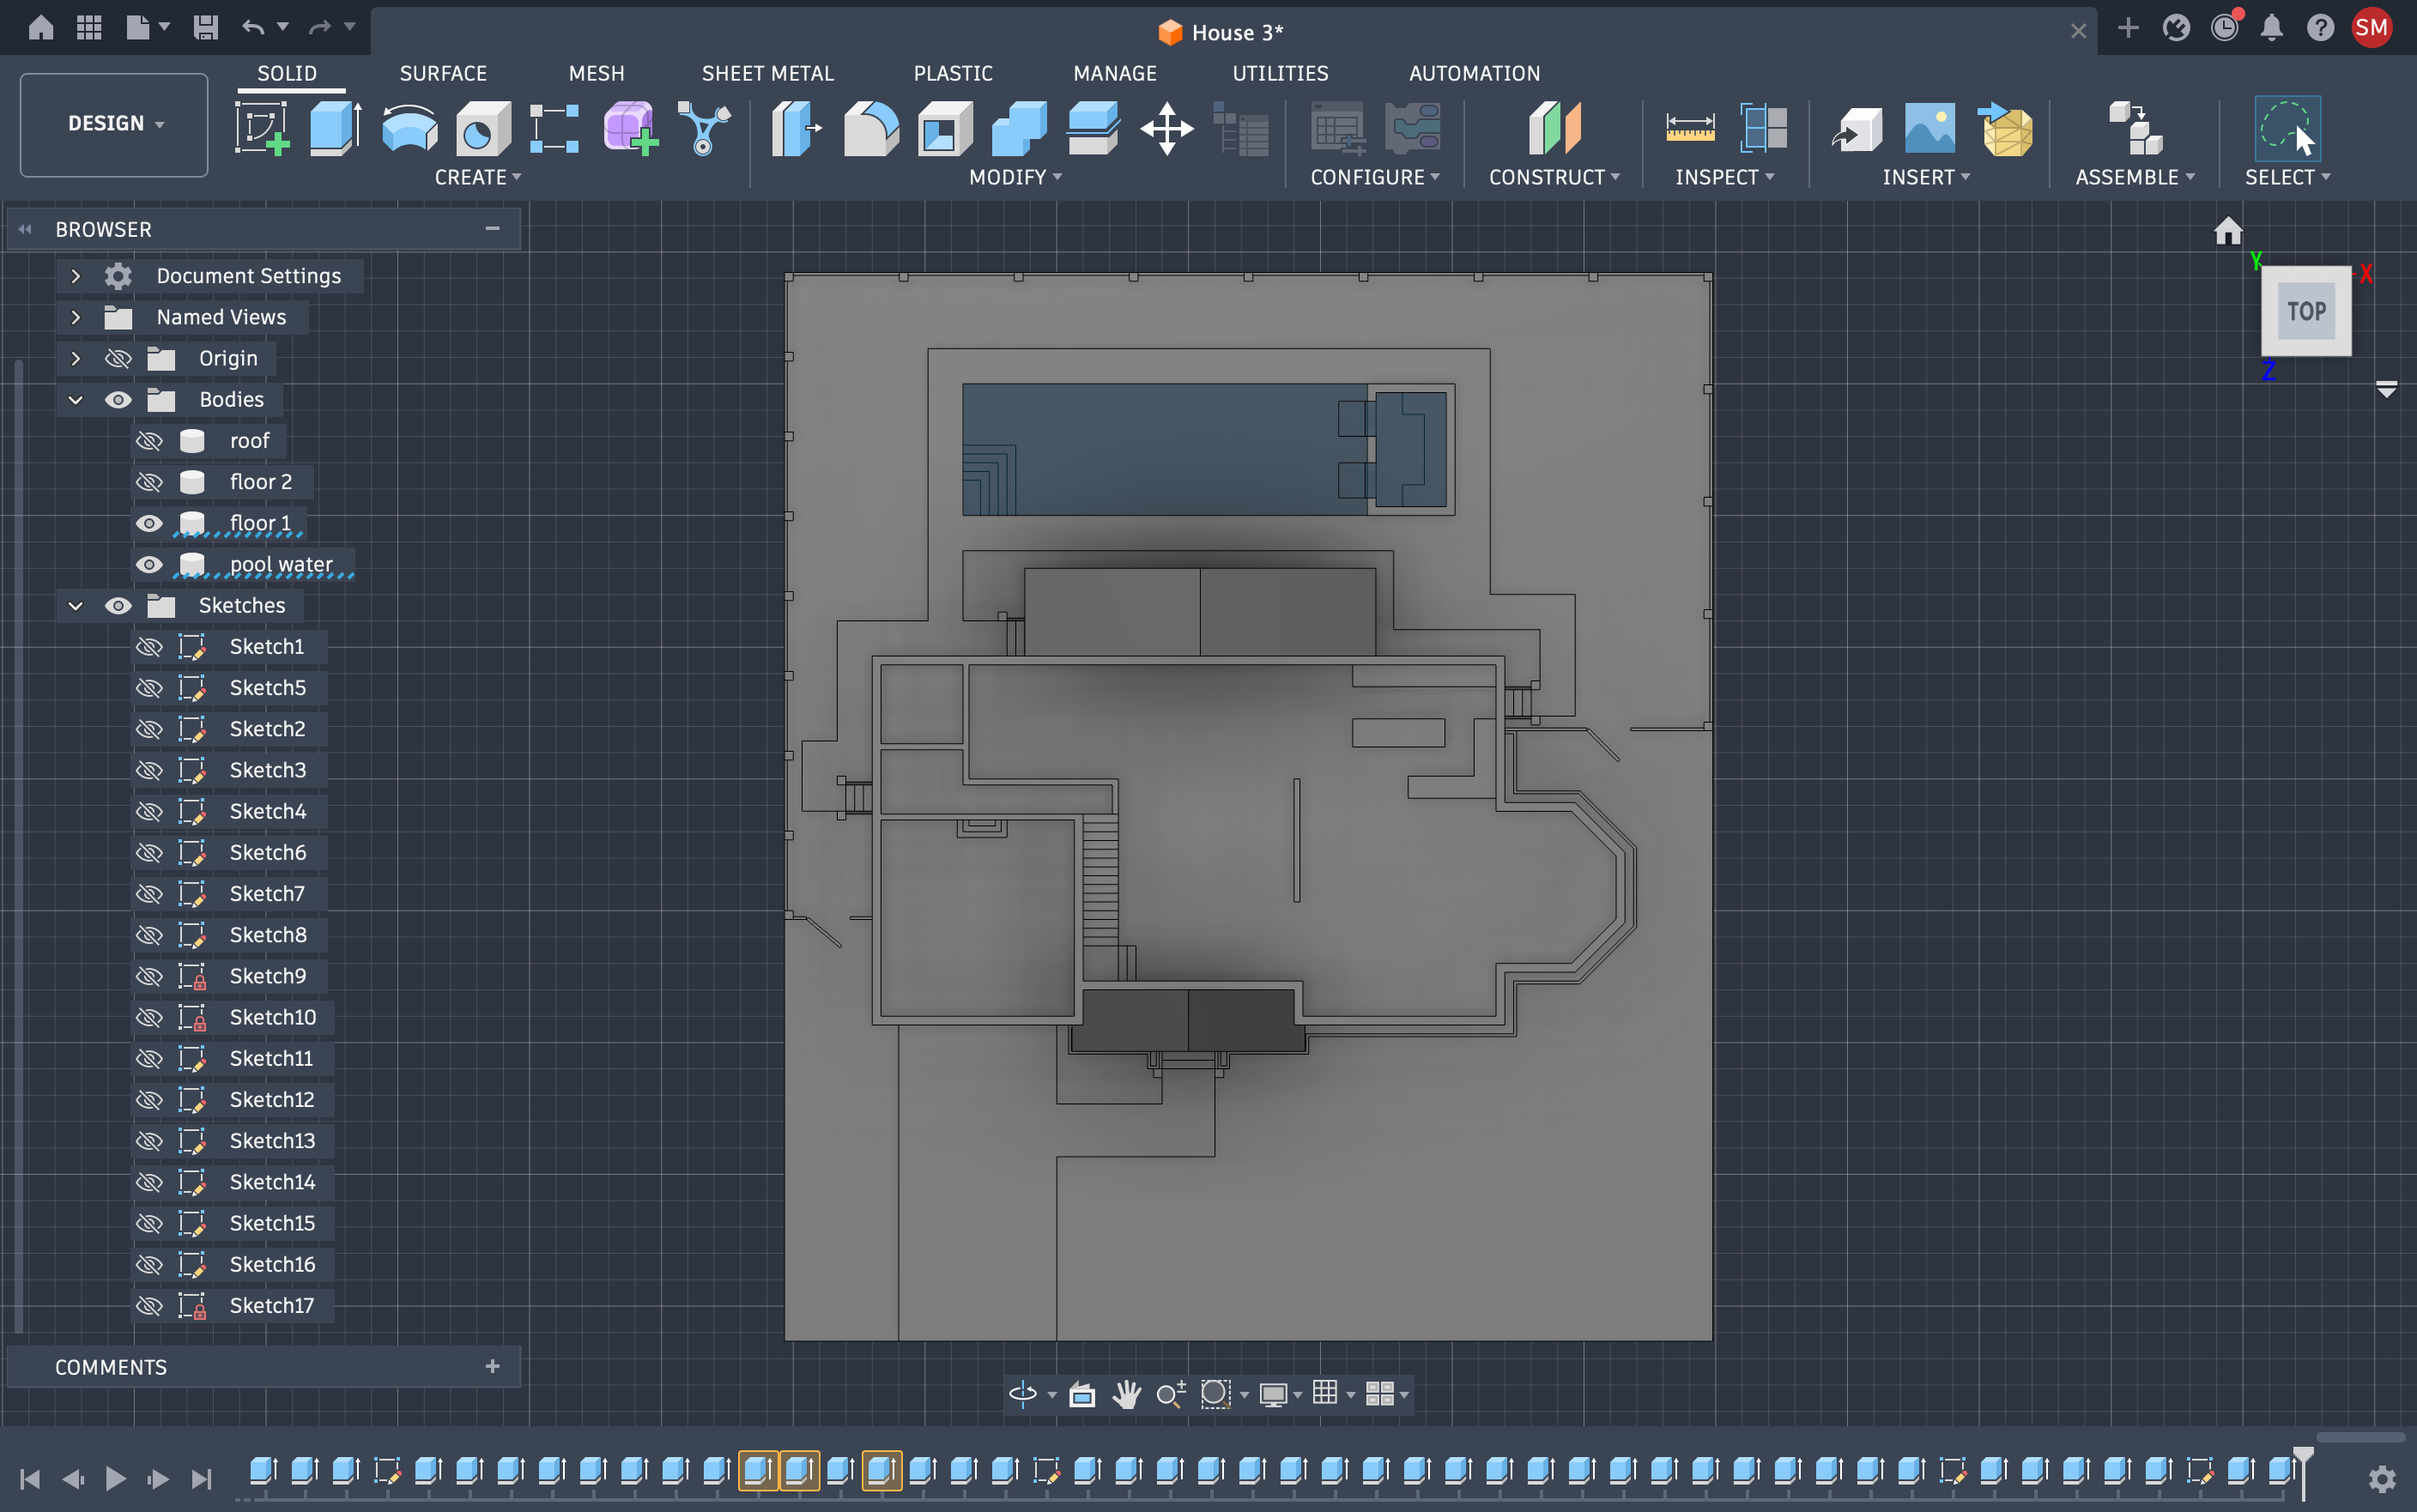 House 3*
SM
DESIGN
SOLID SURFACE MESH SHEET METAL PLASTIC MANAGE UTILITIES AUTOMATION
CREATE MODIFY CONFIGURE CONSTRUCT INSPECT INSERT ASSEMBLE SELECT
BROWSER
Document Settings
Named Views
Origin
Bodies
roof
floor 2
floor 1
pool water
Sketches
Sketch1
Sketch5
Sketch2
Sketch3
Sketch4
Sketch6
Sketch7
Sketch8
Sketch9
Sketch10
Sketch11
Sketch12
Sketch13
Sketch14
Sketch15
Sketch16
Sketch17
COMMENTS
Y
X
TOP
Z